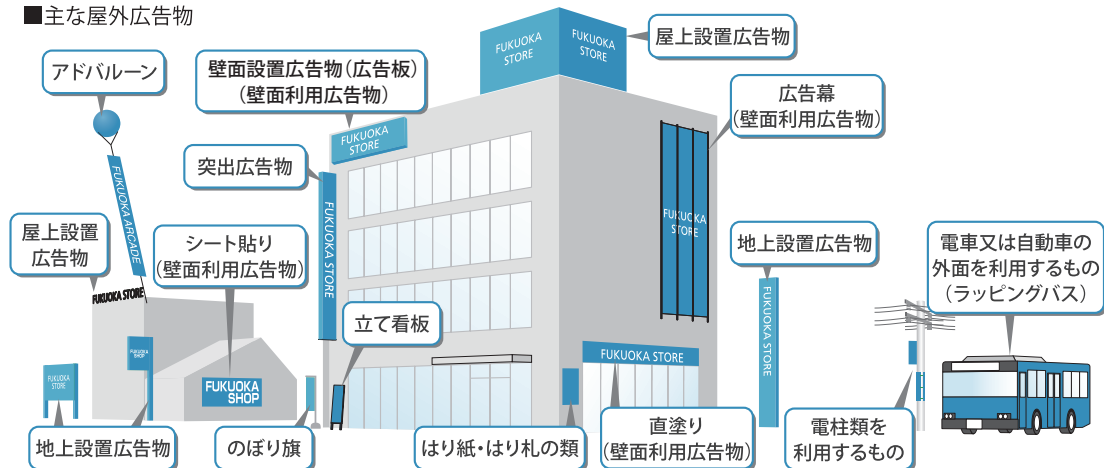 ■主な屋外広告物
アドバルーン
壁面設置広告物(広告板)
(壁面利用広告物)
屋上設置広告物
広告幕
(壁面利用広告物)
突出広告物
屋上設置
広告物
シート貼り
(壁面利用広告物)
立て看板
地上設置広告物
電車又は自動車の
外面を利用するもの
(ラッピングバス)
地上設置広告物
のぼり旗
はり紙・はり札の類
直塗り
(壁面利用広告物)
電柱類を
利用するもの
FUKUOKA
STORE
FUKUOKA
STORE
FUKUOKA
STORE
FUKUOKA ARCADE
FUKUOKA STORE
FUKUOKA STORE
FUKUOKA
STORE
FUKUOKA STORE
FUKUOKA STORE
FUKUOKA
SHOP
FUKUOKA
STORE
FUKUOKA
SHOP